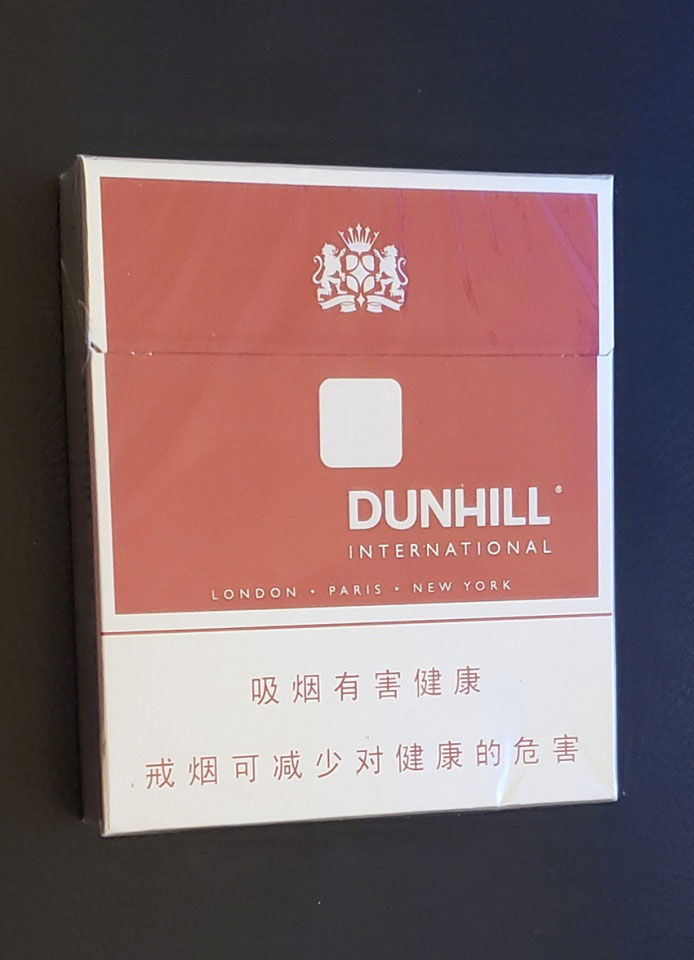 DUNHILL®
INTERNATIONAL
LONDON • PARIS • NEW YORK
吸烟有害健康
戒烟可减少对健康的危害